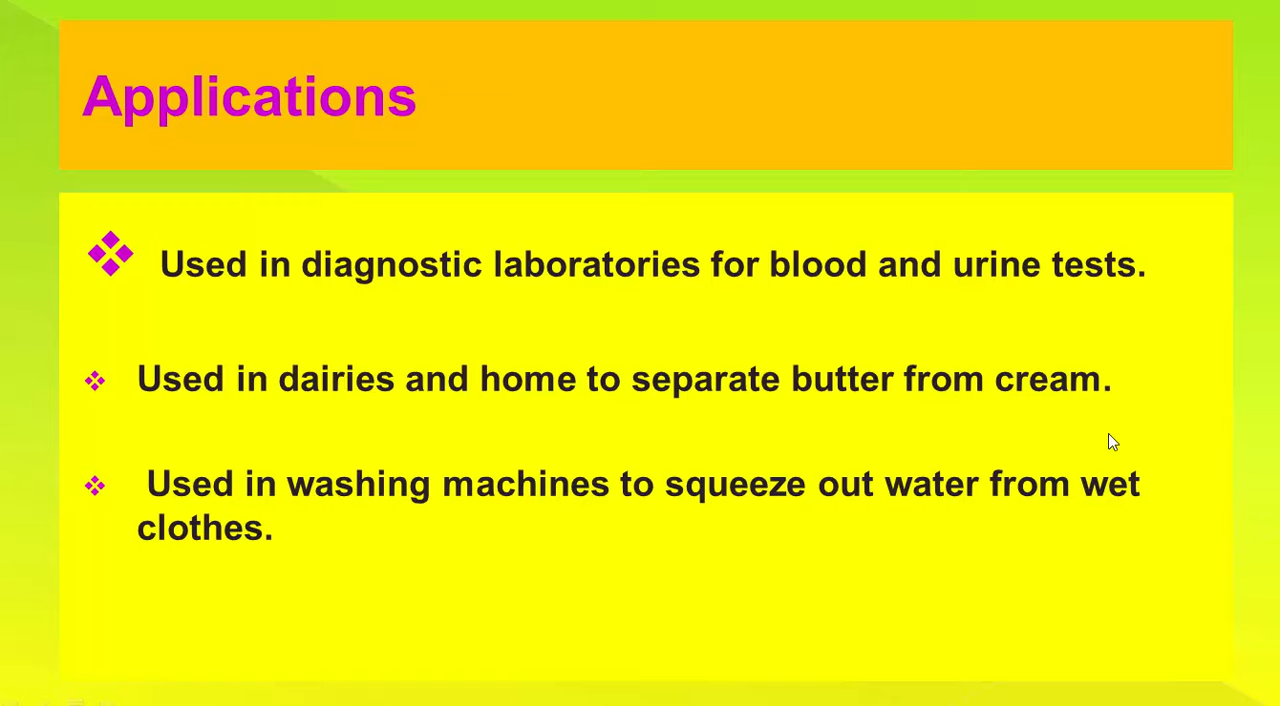 Applications
Used in diagnostic laboratories for blood and urine tests.
Used in dairies and home to separate butter from cream.
Used in washing machines to squeeze out water from wet
clothes.